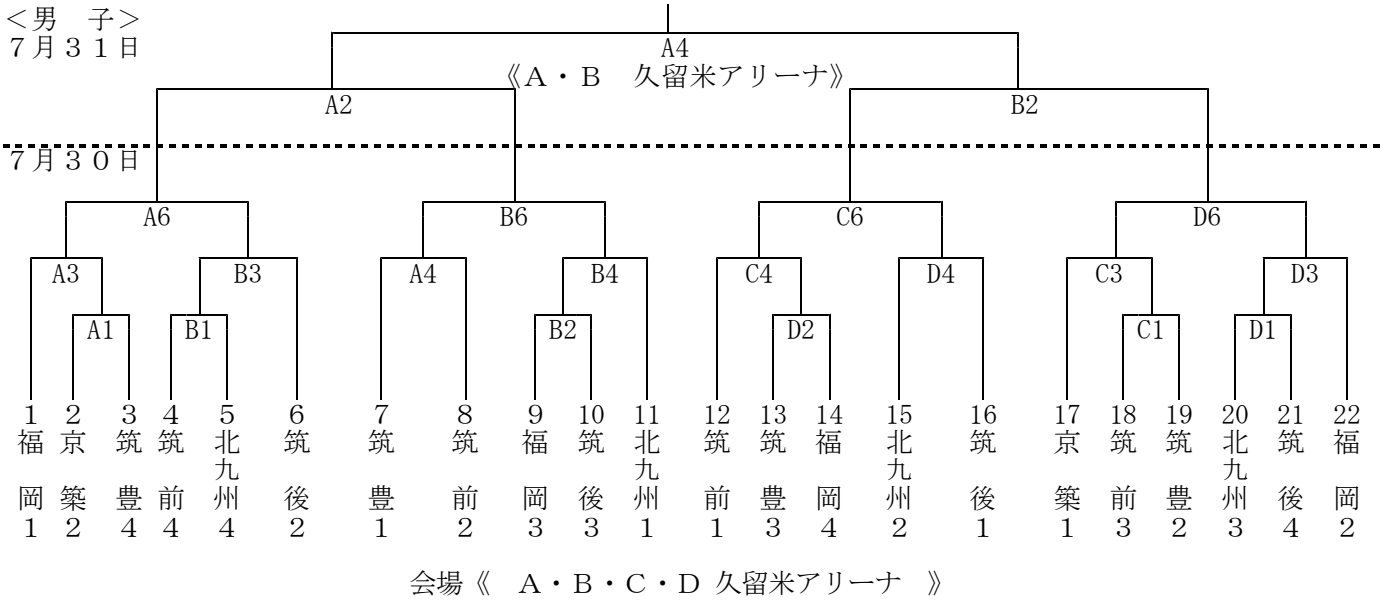 ＜男　子＞
７月３１日
A4
《Ａ・Ｂ　久留米アリーナ》
A2 B2
７月３０日
A6 B6 C6 D6
A3 B3 A4 B4 C4 D4 C3 D3
A1 B1 B2 D2 C1 D1
1 2 3 4 5 6 7 8 9 10 11 12 13 14 15 16 17 18 19 20 21 22
福岡１
京築２
筑豊４
筑前４
北九州４
筑後２
筑豊１
筑前２
福岡３
筑後３
北九州１
筑前１
筑豊３
福岡４
北九州２
筑後１
京築１
筑前３
筑豊２
北九州３
筑後４
福岡２
会場《　Ａ・Ｂ・Ｃ・Ｄ 久留米アリーナ　》